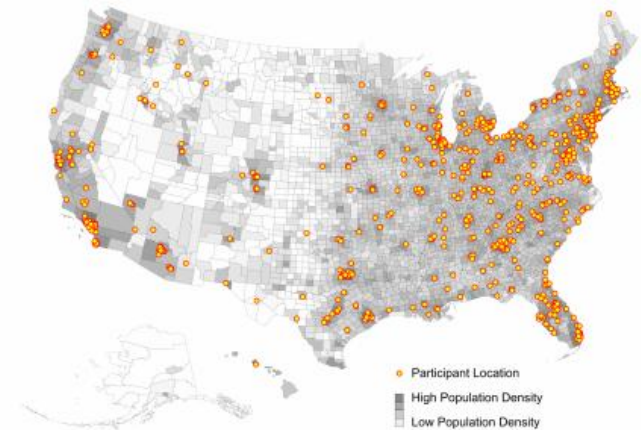 Participant Location
High Population Density
Low Population Density